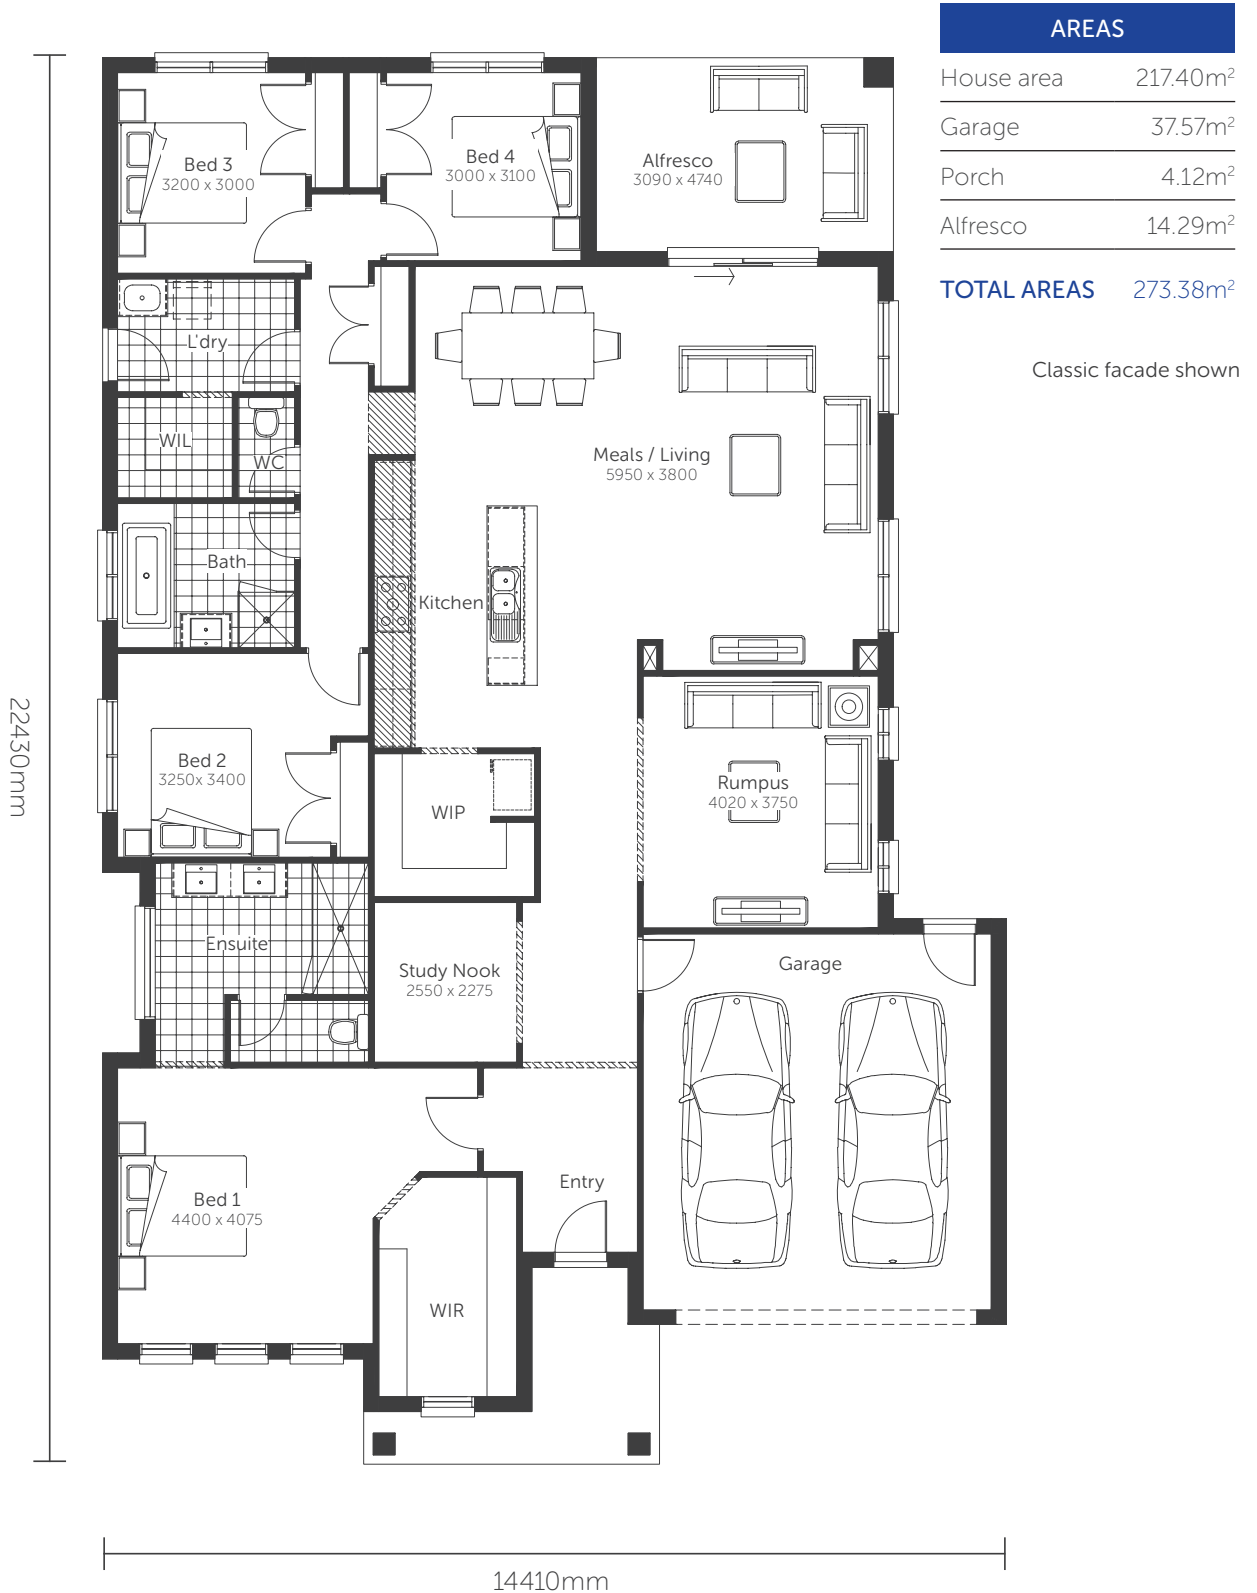 AREAS
House area 217.40m²
Garage 37.57m²
Porch 4.12m²
Alfresco 14.29m²
TOTAL AREAS 273.38m²
Classic facade shown
Bed 3
3200 x 3000
Bed 4
3000 x 3100
Alfresco
3090 x 4740
L'dry
WIL
WC
Meals / Living
5950 x 3800
Bath
Kitchen
22430mm
Bed 2
3250x 3400
WIP
Rumpus
4020 x 3750
Ensuite
Study Nook
2550 x 2275
Garage
Bed 1
4400 x 4075
Entry
WIR
14410mm